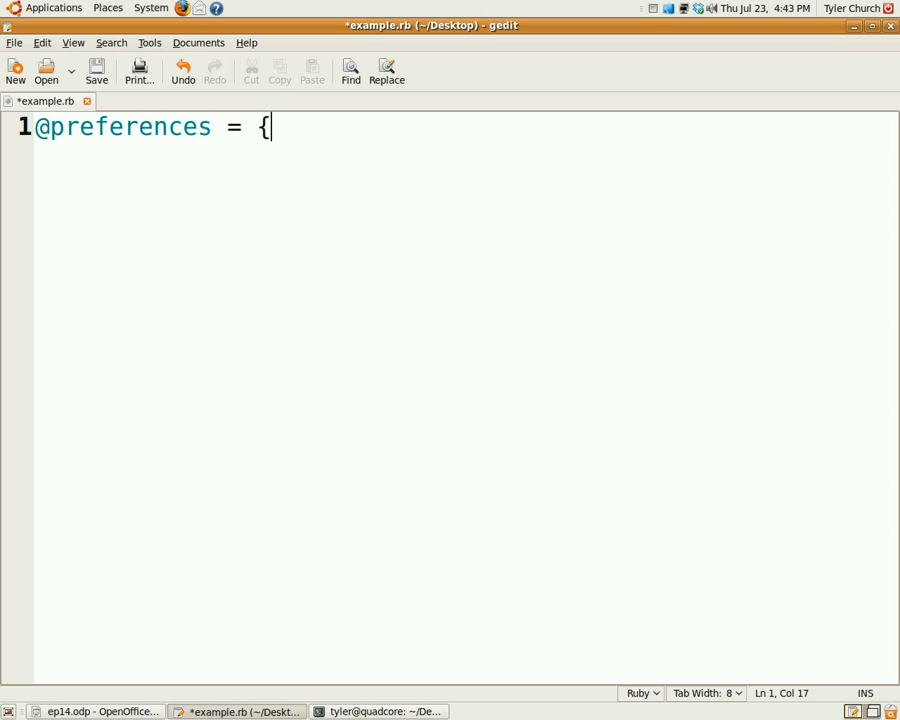 Applications Places System Thu Jul 23, 4:43 PM Tyler Church
*example.rb (~/Desktop) - gedit
File Edit View Search Tools Documents Help
New Open Save Print... Undo Redo Cut Copy Paste Find Replace
*example.rb
1 @preferences = {
Ruby Tab Width: 8 Ln 1, Col 17 INS
ep14.odp - OpenOffice... *example.rb (~/Deskt... tyler@quadcore: ~/De...